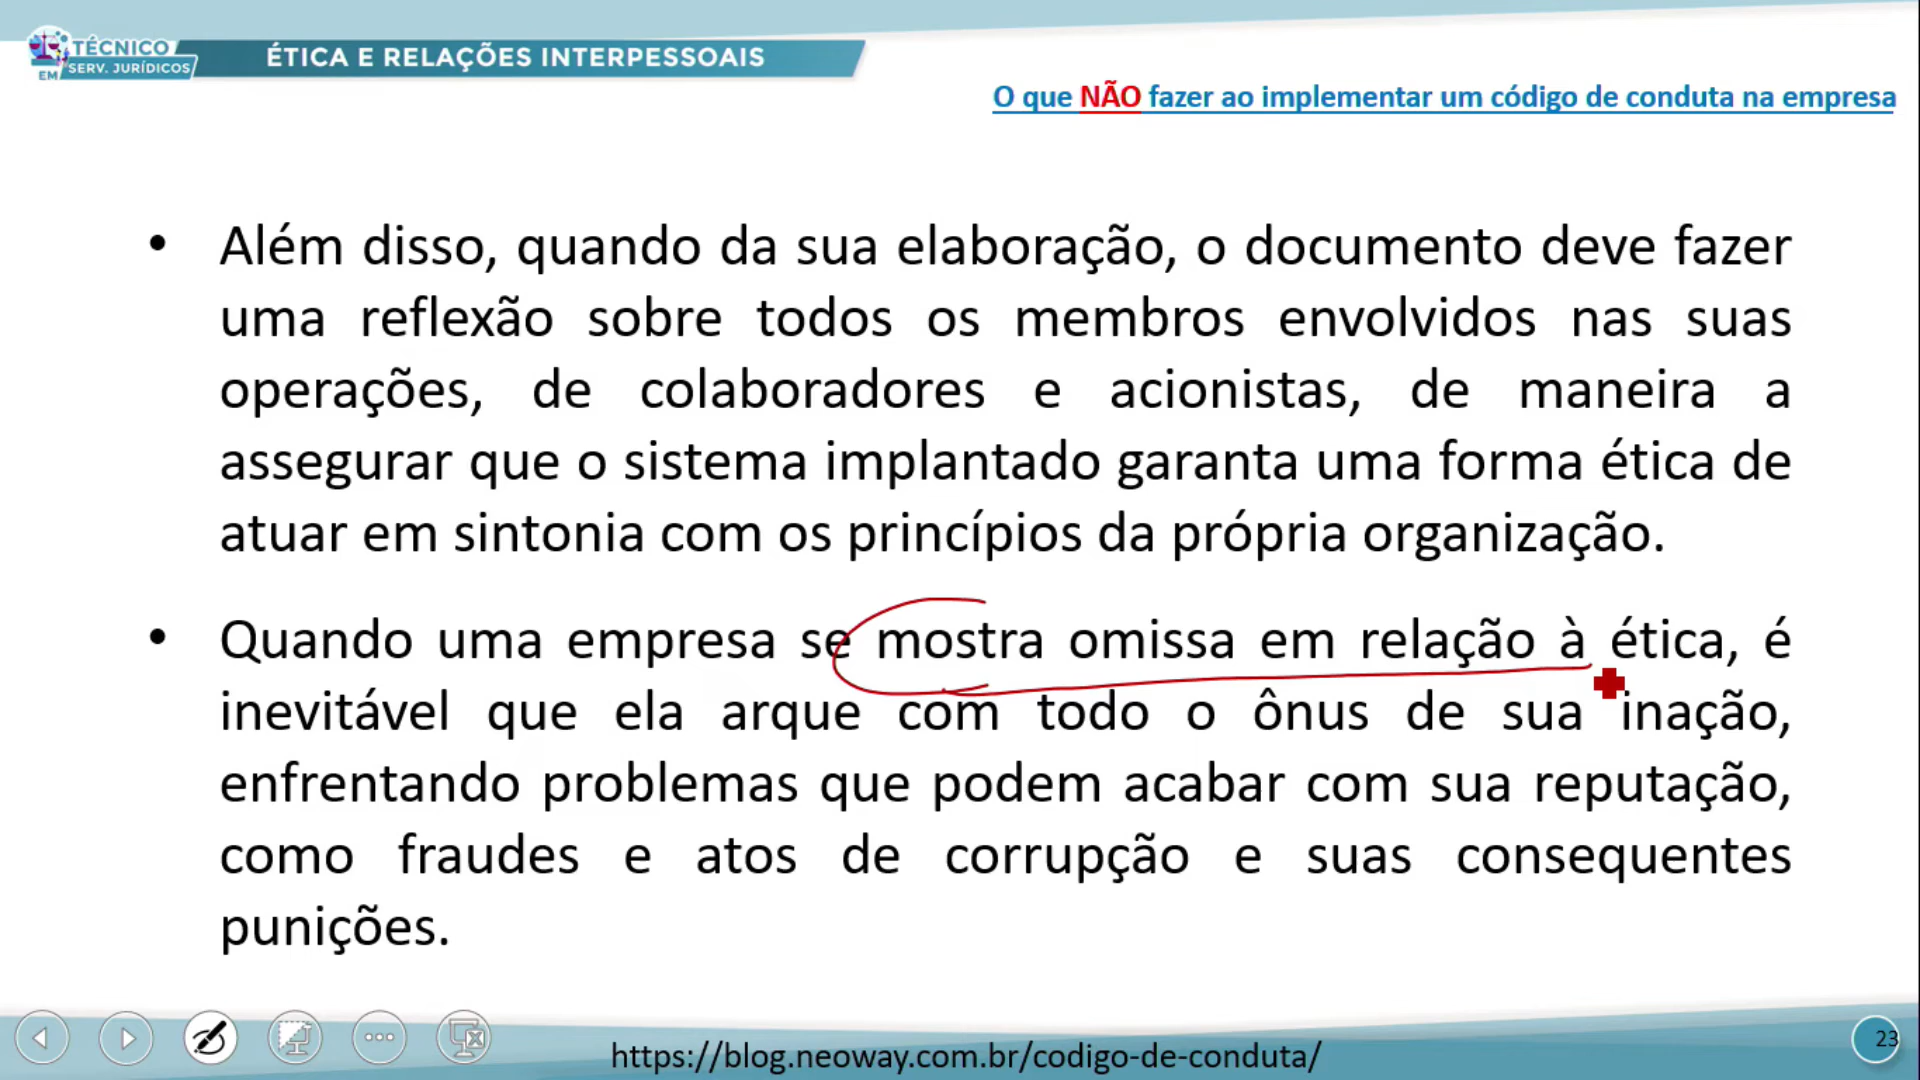 TÉCNICO
EM SERV. JURÍDICOS
ÉTICA E RELAÇÕES INTERPESSOAIS
O que NÃO fazer ao implementar um código de conduta na empresa
• Além disso, quando da sua elaboração, o documento deve fazer
uma reflexão sobre todos os membros envolvidos nas suas
operações, de colaboradores e acionistas, de maneira a
assegurar que o sistema implantado garanta uma forma ética de
atuar em sintonia com os princípios da própria organização.
• Quando uma empresa se mostra omissa em relação à ética, é
inevitável que ela arque com todo o ônus de sua inação,
enfrentando problemas que podem acabar com sua reputação,
como fraudes e atos de corrupção e suas consequentes
punições.
https://blog.neoway.com.br/codigo-de-conduta/
23